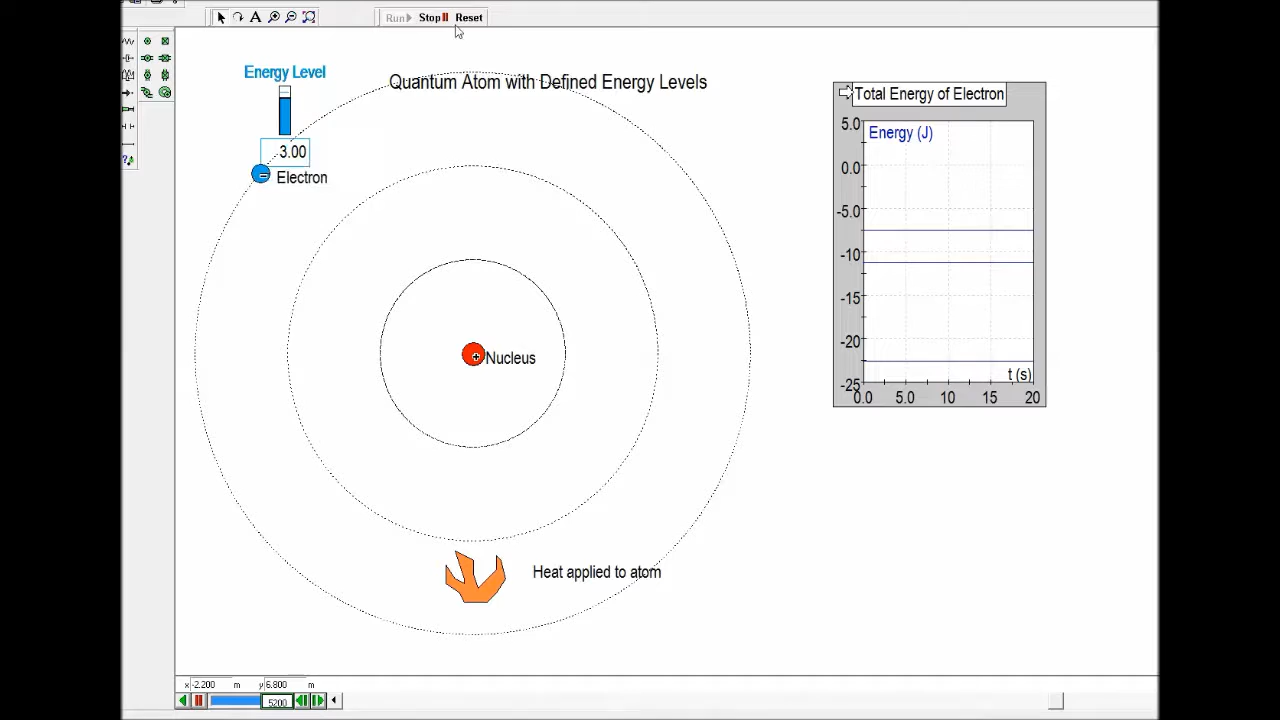 A
Run
Stop
Reset
Energy Level
Quantum Atom with Defined Energy Levels
3.00
Electron
Nucleus
Heat applied to atom
Total Energy of Electron
Energy (J)
5.0
0.0
-5.0
-10
-15
-20
-25
t (s)
0.0 5.0 10 15 20
x -2.200 m y 6.800 m
5200